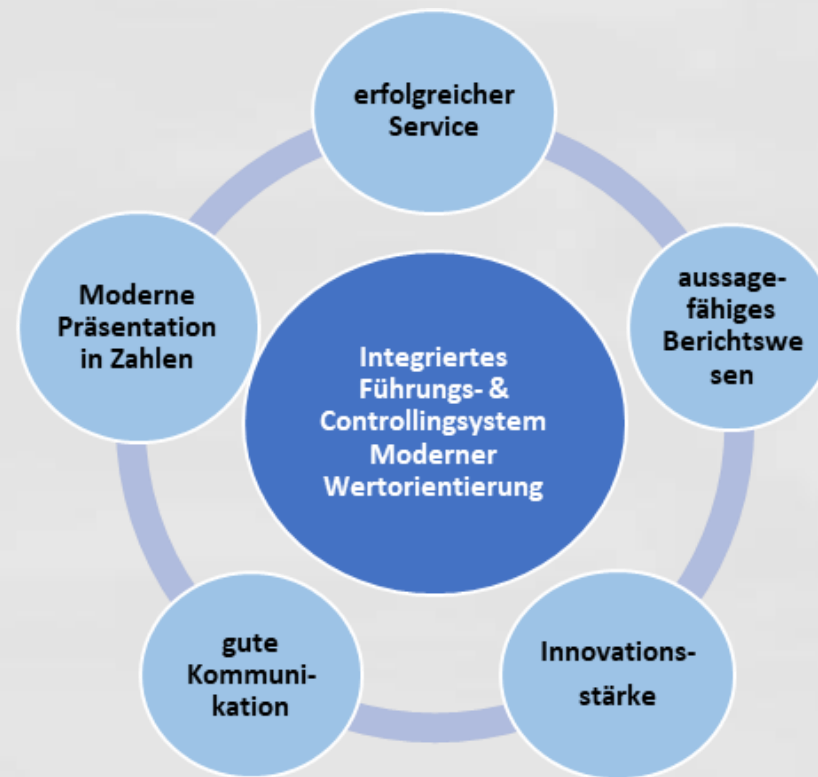 erfolgreicher
Service
aussage-
fähiges
Berichtswe
sen
Innovations-
stärke
gute
Kommuni-
kation
Moderne
Präsentation
in Zahlen
Integriertes
Führungs- &
Controllingsystem
Moderner
Wertorientierung